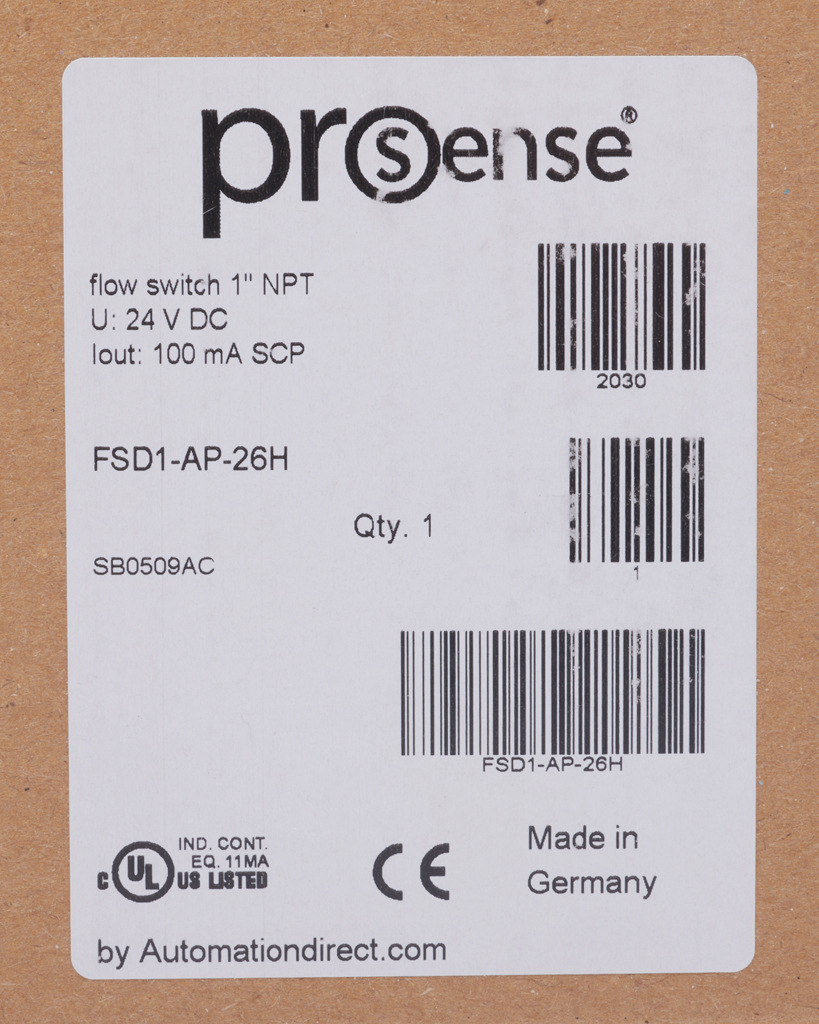 prosense®
flow switch 1" NPT
U: 24 V DC
Iout: 100 mA SCP
2030
FSD1-AP-26H
Qty. 1
1
SB0509AC
FSD1-AP-26H
IND. CONT.
EQ. 11MA
C UL US LISTED
CE
Made in
Germany
by Automationdirect.com